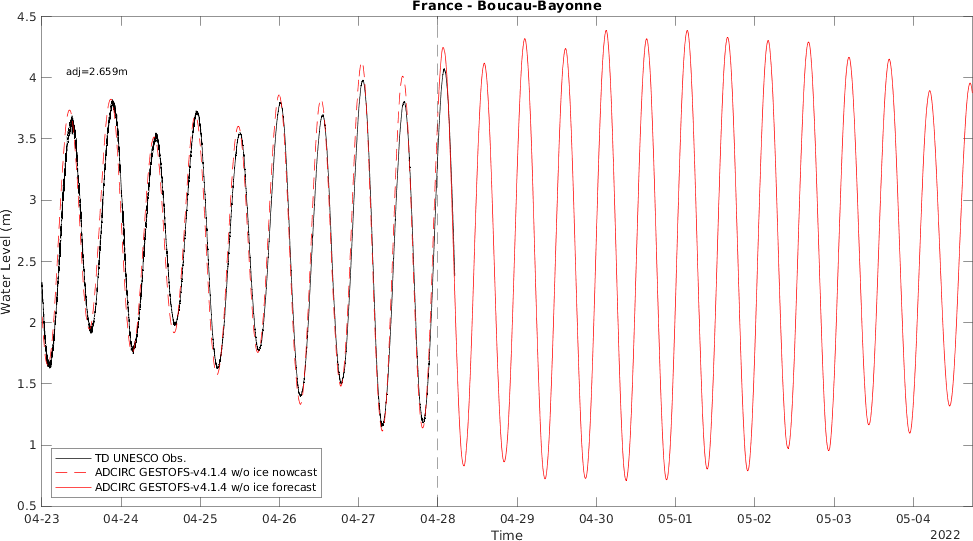 France - Boucau-Bayonne
adj=2.659m
Water Level (m)
4.5
4
3.5
3
2.5
2
1.5
1
0.5
TD UNESCO Obs.
ADCIRC GESTOFS-v4.1.4 w/o ice nowcast
ADCIRC GESTOFS-v4.1.4 w/o ice forecast
04-23 04-24 04-25 04-26 04-27 04-28 04-29 04-30 05-01 05-02 05-03 05-04
Time
2022